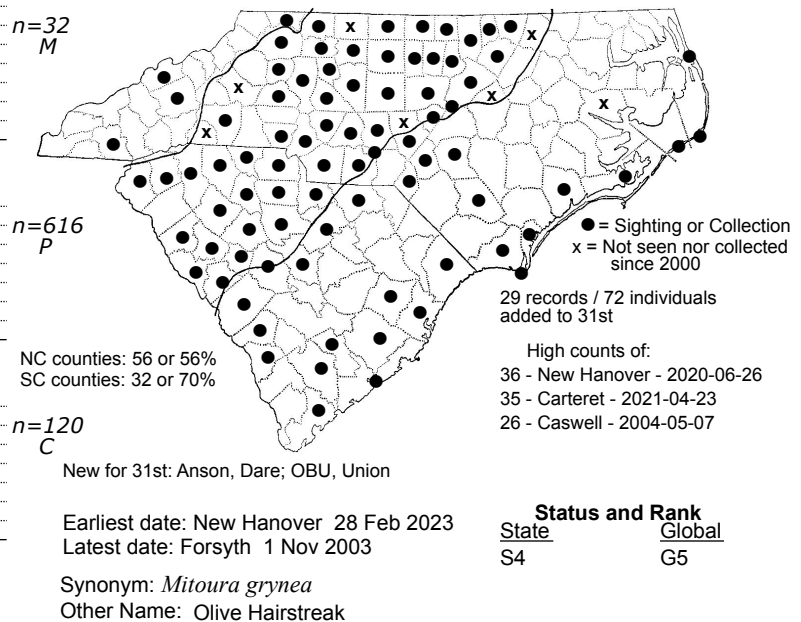 n=32
M
n=616
P
n=120
C
● = Sighting or Collection
x = Not seen nor collected
since 2000
29 records / 72 individuals
added to 31st
High counts of:
36 - New Hanover - 2020-06-26
35 - Carteret - 2021-04-23
26 - Caswell - 2004-05-07
NC counties: 56 or 56%
SC counties: 32 or 70%
New for 31st: Anson, Dare; OBU, Union
Earliest date: New Hanover 28 Feb 2023
Latest date: Forsyth 1 Nov 2003
Status and Rank
State Global
S4 G5
Synonym: Mitoura grynea
Other Name: Olive Hairstreak